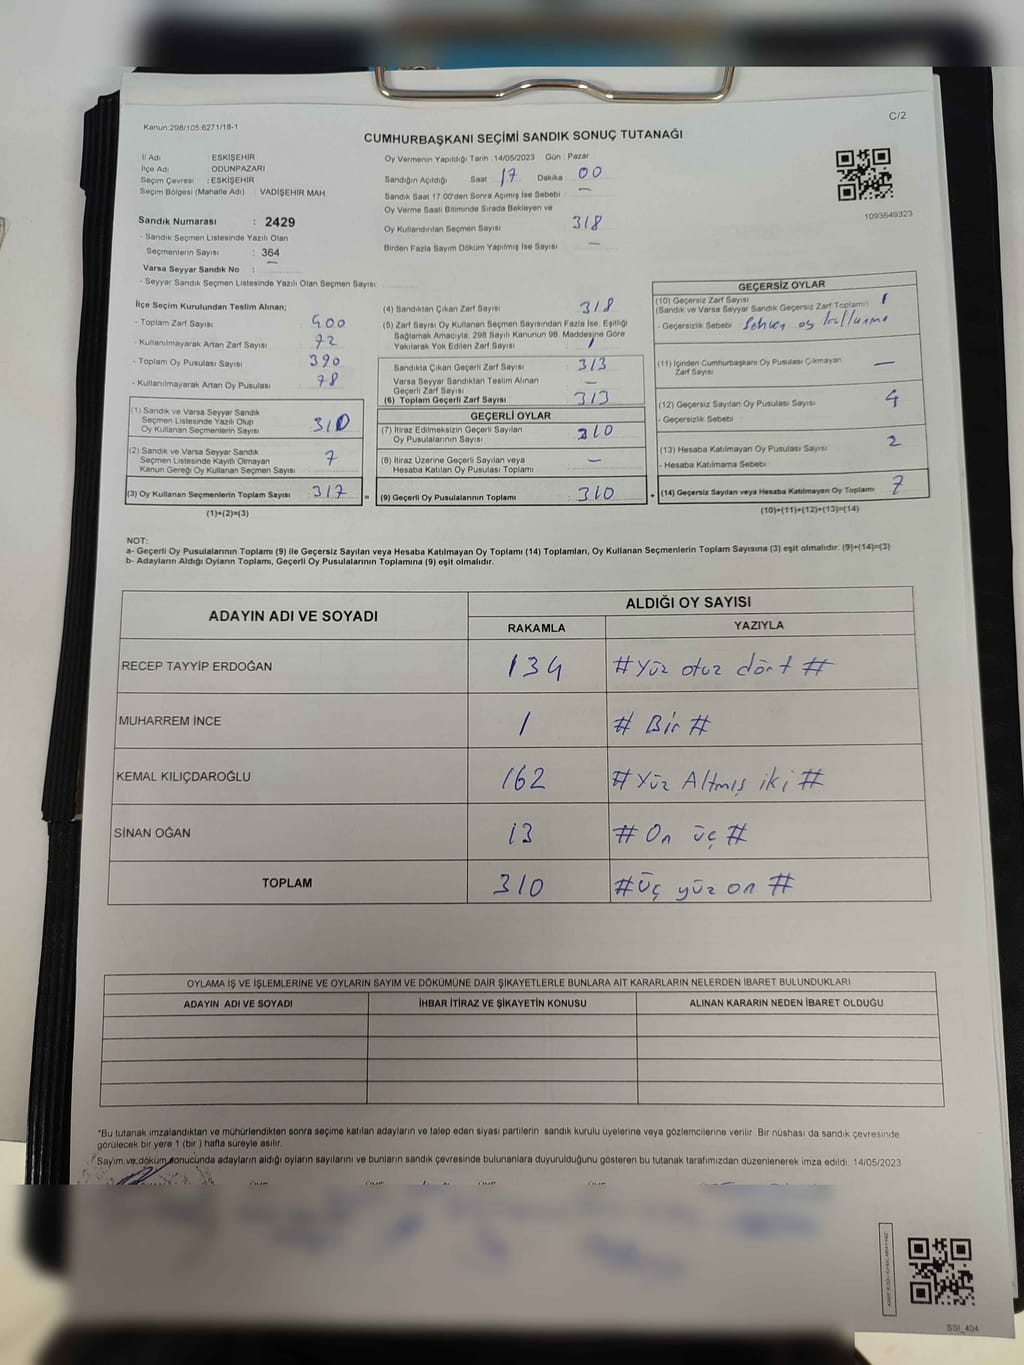 Kanun:298/105,6271/18-1
C/2
CUMHURBAŞKANI SEÇİMİ SANDIK SONUÇ TUTANAĞI
İl Adı : ESKİŞEHİR
İlçe Adı : ODUNPAZARI
Seçim Çevresi : ESKİŞEHİR
Seçim Bölgesi (Mahalle Adı) : VADİŞEHİR MAH.
Sandık Numarası : 2429
- Sandık Seçmen Listesinde Yazılı Olan
Seçmenlerin Sayısı : 364
Varsa Seyyar Sandık No :
- Seyyar Sandık Seçmen Listesinde Yazılı Olan Seçmen Sayısı:
Oy Vermenin Yapıldığı Tarih :14/05/2023 Gün : Pazar
Sandığın Açıldığı Saat : 17 Dakika : 00
Sandık Saat 17.00'den Sonra Açılmış İse Sebebi : —
Oy Verme Saati Bitiminde Sırada Bekleyen ve
Oy Kullandırılan Seçmen Sayısı : 318
Birden Fazla Sayım Döküm Yapılmış İse Sayısı : —
1093649323
İlçe Seçim Kurulundan Teslim Alınan;
- Toplam Zarf Sayısı : 400
- Kullanılmayarak Artan Zarf Sayısı : 72
- Toplam Oy Pusulası Sayısı : 390
- Kullanılmayarak Artan Oy Pusulası : 78
(1) Sandık ve Varsa Seyyar Sandık
Seçmen Listesinde Yazılı Olup
Oy Kullanan Seçmenlerin Sayısı : 310
(2) Sandık ve Varsa Seyyar Sandık
Seçmen Listesinde Kayıtlı Olmayan
Kanun Gereği Oy Kullanan Seçmen Sayısı : 7
(3) Oy Kullanan Seçmenlerin Toplam Sayısı : 317 =
(1)+(2)=(3)
(4) Sandıktan Çıkan Zarf Sayısı : 318
(5) Zarf Sayısı Oy Kullanan Seçmen Sayısından Fazla İse, Eşitliği
Sağlamak Amacıyla, 298 Sayılı Kanunun 98. Maddesine Göre
Yakılarak Yok Edilen Zarf Sayısı : 1
Sandıkta Çıkan Geçerli Zarf Sayısı : 313
Varsa Seyyar Sandıktan Teslim Alınan
Geçerli Zarf Sayısı : —
(6) Toplam Geçerli Zarf Sayısı : 313
GEÇERLİ OYLAR
(7) İtiraz Edilmeksizin Geçerli Sayılan
Oy Pusulalarının Sayısı : 310
(8) İtiraz Üzerine Geçerli Sayılan veya
Hesaba Katılan Oy Pusulası Toplamı : —
(9) Geçerli Oy Pusulalarının Toplamı : 310 +
GEÇERSİZ OYLAR
(10) Geçersiz Zarf Sayısı
(Sandık ve Varsa Seyyar Sandık Geçersiz Zarf Toplamı) : 1
- Geçersizlik Sebebi : Sehven oy kullanma
(11) İçinden Cumhurbaşkanı Oy Pusulası Çıkmayan
Zarf Sayısı : —
(12) Geçersiz Sayılan Oy Pusulası Sayısı : 4
- Geçersizlik Sebebi :
(13) Hesaba Katılmayan Oy Pusulası Sayısı : 2
- Hesaba Katılmama Sebebi :
(14) Geçersiz Sayılan veya Hesaba Katılmayan Oy Toplamı : 7
(10)+(11)+(12)+(13)=(14)
NOT:
a- Geçerli Oy Pusulalarının Toplamı (9) ile Geçersiz Sayılan veya Hesaba Katılmayan Oy Toplamı (14) Toplamları, Oy Kullanan Seçmenlerin Toplam Sayısına (3) eşit olmalıdır. (9)+(14)=(3)
b- Adayların Aldığı Oyların Toplamı, Geçerli Oy Pusulalarının Toplamına (9) eşit olmalıdır.
ADAYIN ADI VE SOYADI ALDIĞI OY SAYISI
RAKAMLA YAZIYLA
RECEP TAYYİP ERDOĞAN 134 #Yüz otuz dört #
MUHARREM İNCE 1 # Bir #
KEMAL KILIÇDAROĞLU 162 #Yüz Altmış iki #
SİNAN OĞAN 13 # On üç #
TOPLAM 310 #Üç yüz on #
OYLAMA İŞ VE İŞLEMLERİNE VE OYLARIN SAYIM VE DÖKÜMÜNE DAİR ŞİKAYETLERLE BUNLARA AİT KARARLARIN NELERDEN İBARET BULUNDUKLARI
ADAYIN ADI VE SOYADI İHBAR İTİRAZ VE ŞİKAYETİN KONUSU ALINAN KARARIN NEDEN İBARET OLDUĞU
*Bu tutanak imzalandıktan ve mühürlendikten sonra seçime katılan adayların ve talep eden siyasi partilerin sandık kurulu üyelerine veya gözlemcilerine verilir. Bir nüshası da sandık çevresinde
görülecek bir yere 1 (bir ) hafta süreyle asılır.
Sayım ve döküm sonucunda adayların aldığı oyların sayılarını ve bunların sandık çevresinde bulunanlara duyurulduğunu gösteren bu tutanak tarafımızdan düzenlenerek imza edildi. 14/05/2023
SSI_404